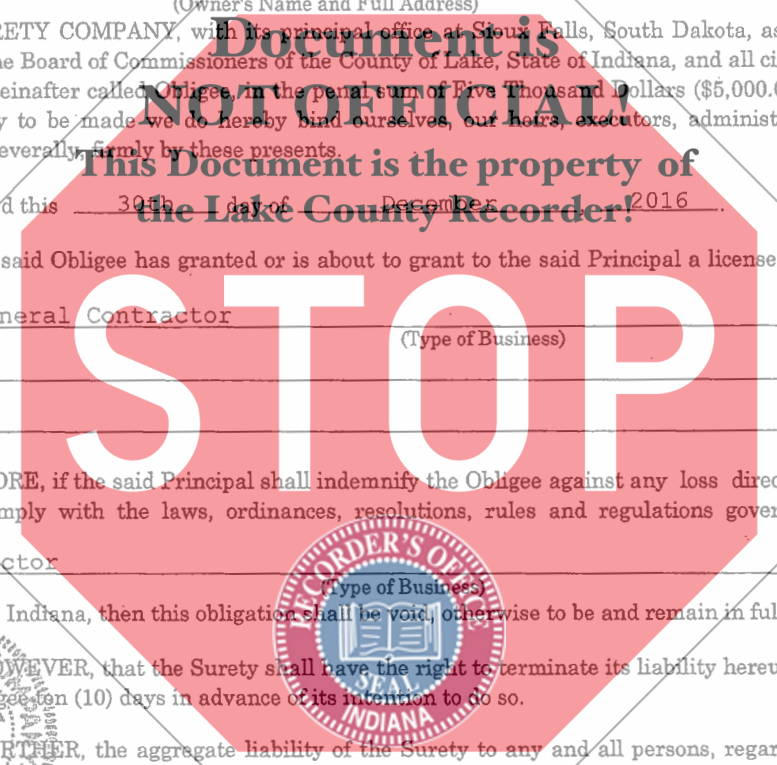 (Owner's Name and Full Address)
RETY COMPANY, with its principal office at Sioux Falls, South Dakota, as
Document is
he Board of Commissioners of the County of Lake, State of Indiana, and all ci
einafter called Obligee, in the penal sum of Five Thousand Dollars ($5,000.0
NOT OFFICIAL!
y to be made we do hereby bind ourselves, our heirs, executors, administ
everally, firmly by these presents.
This Document is the property of
d this 30th day of December, 2016.
the Lake County Recorder!
said Obligee has granted or is about to grant to the said Principal a license
neral Contractor
(Type of Business)
STOP
ORE, if the said Principal shall indemnify the Obligee against any loss direc
mply with the laws, ordinances, resolutions, rules and regulations gover
ctor
RECORDER'S OFFICE
(Type of Business)
Indiana, then this obligation shall be void, otherwise to be and remain in full
OWEVER, that the Surety shall have the right to terminate its liability hereu
gee ten (10) days in advance of its intention to do so.
SEAL
INDIANA
RTHER, the aggregate liability of the Surety to any and all persons, regar